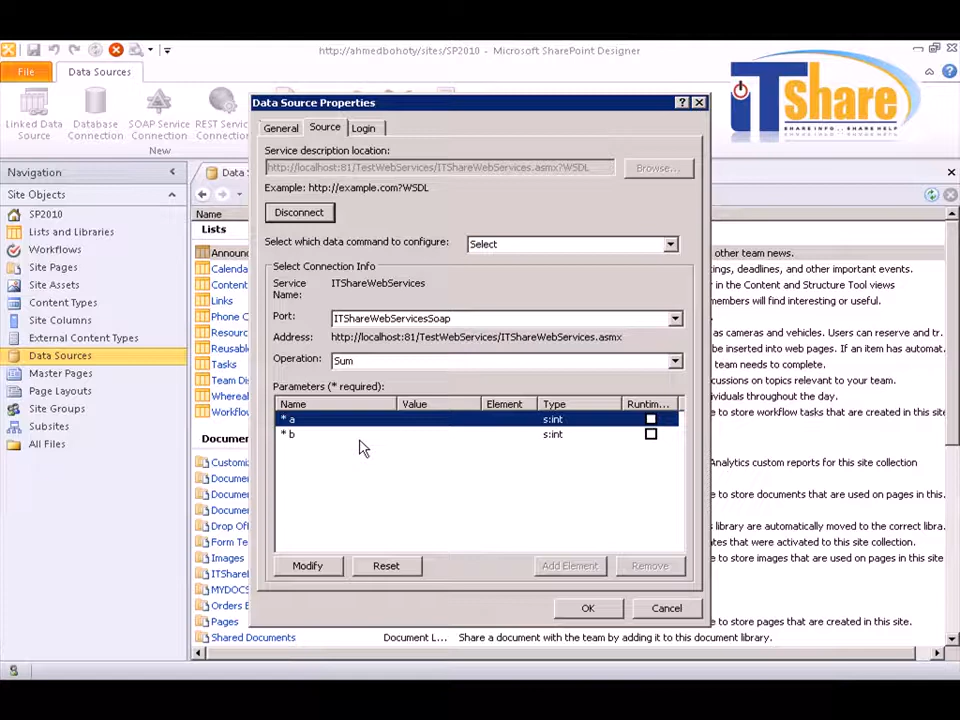 http://ahmedbohoty/sites/SP2010 - Microsoft SharePoint Designer
File
Data Sources
iTShare
SHARE INFO.. SHARE HELP
Linked Data Source
Database Connection
SOAP Service Connection
REST Service
New
Navigation
Site Objects
SP2010
Lists and Libraries
Workflows
Site Pages
Site Assets
Content Types
Site Columns
External Content Types
Data Sources
Master Pages
Page Layouts
Site Groups
Subsites
All Files
Data S
Name
Lists
Announc
Calenda
Content
Links
Phone C
Resourc
Reusabl
Tasks
Team Di
Wherea
Workflo
Documen
Customiz
Docume
Docume
Docume
Drop Off
Form Te
Images
ITShareI
MYDOCS
Orders E
Pages
Shared Documents
Document L...
Share a document with the team by adding it to this document library.
Data Source Properties
General
Source
Login
Service description location:
http://localhost:81/TestWebServices/ITShareWebServices.asmx?WSDL
Browse...
Example: http://example.com?WSDL
Disconnect
Select which data command to configure:
Select
Select Connection Info
Service Name:
ITShareWebServices
Port:
ITShareWebServicesSoap
Address:
http://localhost:81/TestWebServices/ITShareWebServices.asmx
Operation:
Sum
Parameters (* required):
Name Value Element Type Runtim...
* a s:int
* b s:int
Modify
Reset
Add Element
Remove
OK
Cancel
other team news.
tings, deadlines, and other important events.
r in the Content and Structure Tool views
members will find interesting or useful.
as cameras and vehicles. Users can reserve and tr.
be inserted into web pages. If an item has automat..
team needs to complete.
cussions on topics relevant to your team.
ividuals throughout the day.
e to store workflow tasks that are created in this si..
Analytics custom reports for this site collection
e to store documents that are used on pages in this.
library are automatically moved to the correct libra.
ates that were activated to this site collection.
e to store images that are used on pages in this site
e to store pages that are created in this site.